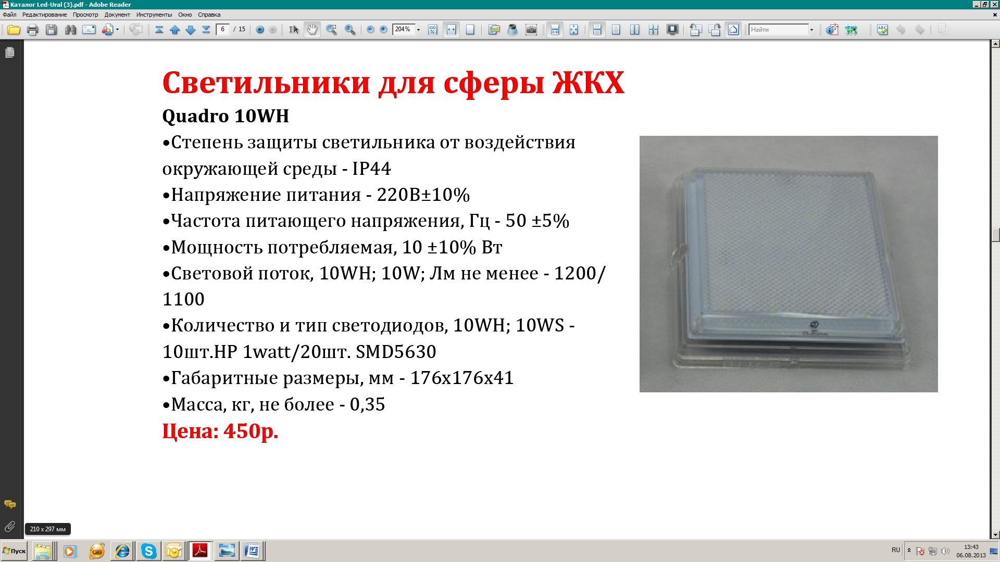 Каталог Led-Ural (3).pdf - Adobe Reader
Файл Редактирование Просмотр Документ Инструменты Окно Справка
6 / 15 204% Найти
Светильники для сферы ЖКХ
Quadro 10WH
•Степень защиты светильника от воздействия
окружающей среды - IP44
•Напряжение питания - 220В±10%
•Частота питающего напряжения, Гц - 50 ±5%
•Мощность потребляемая, 10 ±10% Вт
•Световой поток, 10WH; 10W; Лм не менее - 1200/
1100
•Количество и тип светодиодов, 10WH; 10WS -
10шт.HP 1watt/20шт. SMD5630
•Габаритные размеры, мм - 176х176х41
•Масса, кг, не более - 0,35
Цена: 450р.
210 x 297 мм
Пуск
RU
13:43
06.08.2013